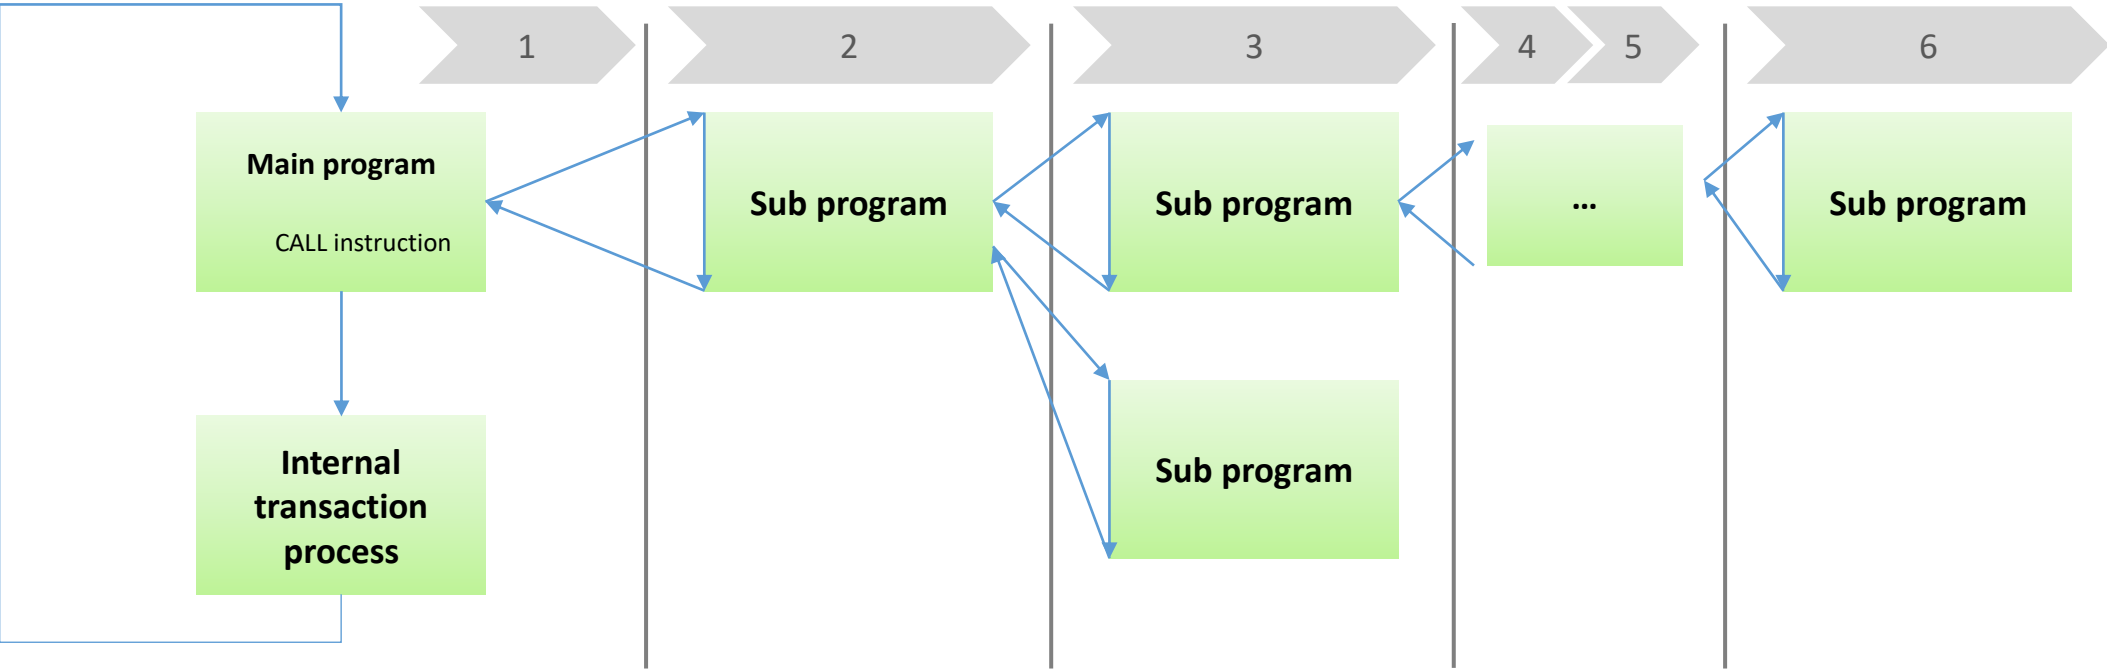 1
2
3
4
5
6
Main program
CALL instruction
Sub program
Sub program
...
Sub program
Internal
transaction
process
Sub program